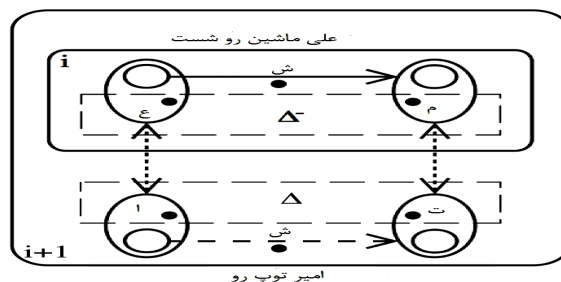 علی ماشین رو شست
i
ش
ع
م
Δ-
Δ
ا
ت
ش
i+1
امیر توپ رو